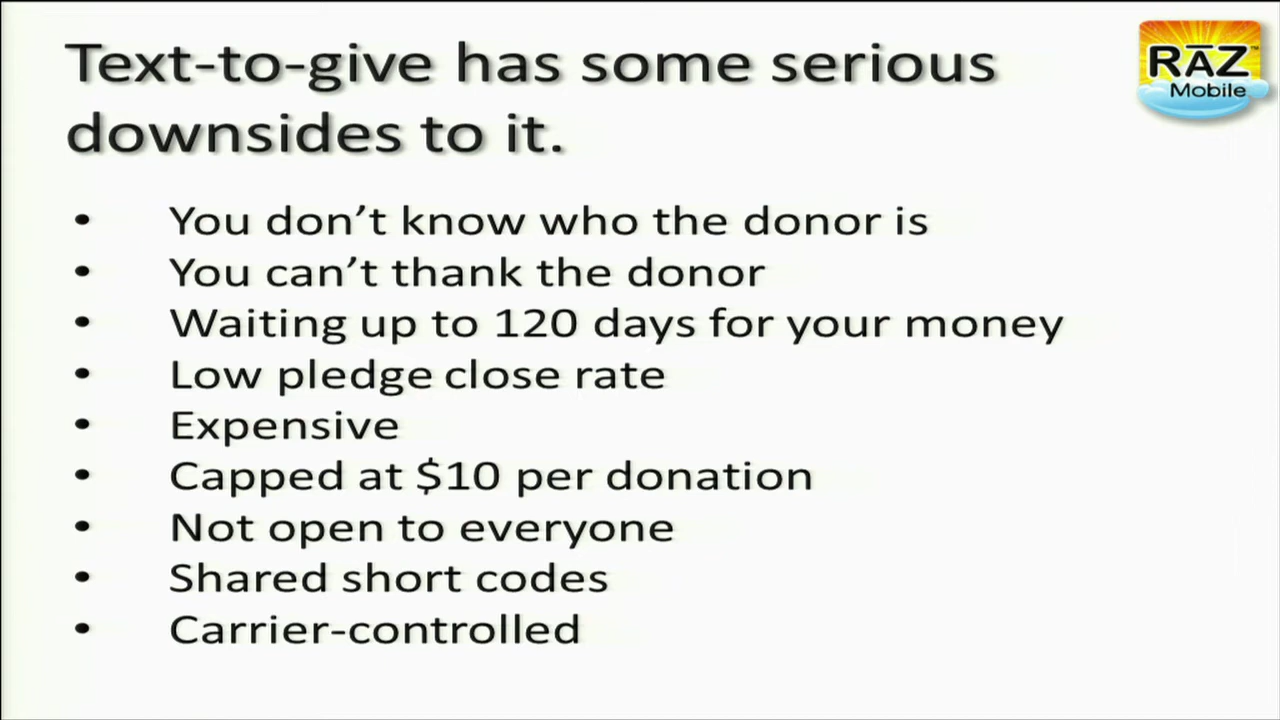 Text-to-give has some serious
downsides to it.
RĀZ™
Mobile
• You don’t know who the donor is
• You can’t thank the donor
• Waiting up to 120 days for your money
• Low pledge close rate
• Expensive
• Capped at $10 per donation
• Not open to everyone
• Shared short codes
• Carrier-controlled